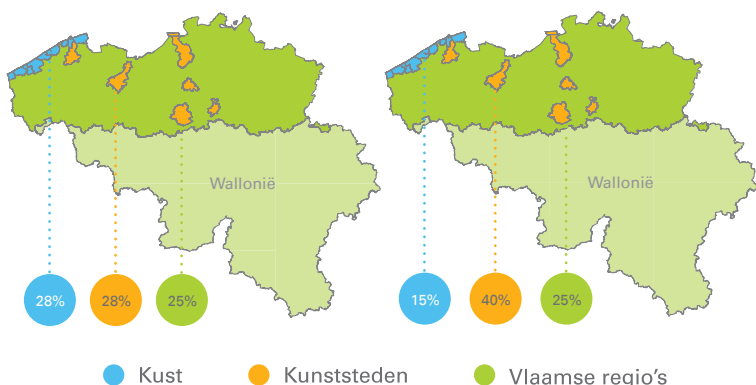 Wallonië
Wallonië
28%
28%
25%
15%
40%
25%
Kust
Kunststeden
Vlaamse regio's